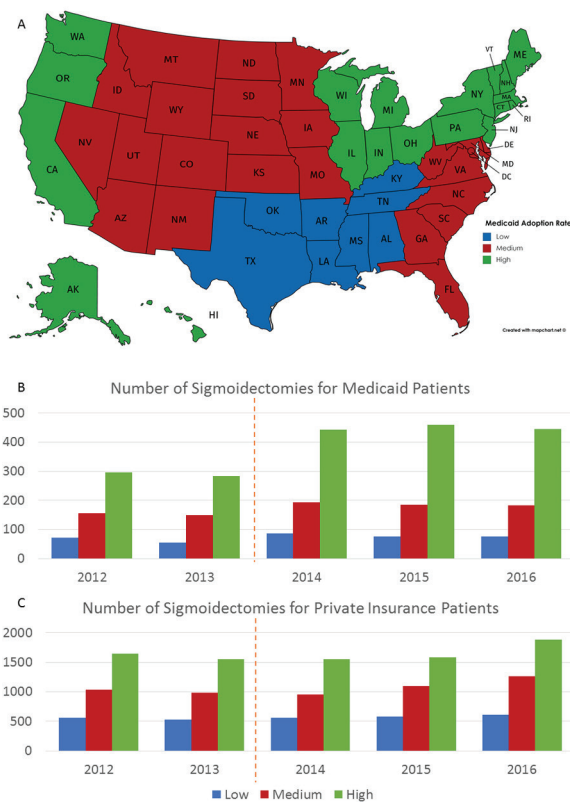 A
WA
OR
CA
NV
ID
MT
WY
UT
AZ
CO
NM
ND
SD
NE
KS
OK
TX
MN
IA
MO
AR
LA
WI
IL
MI
IN
OH
KY
TN
MS
AL
GA
FL
SC
NC
VA
WV
PA
NY
VT
NH
ME
MA
CT
RI
NJ
DE
MD
DC
AK
HI
Medicaid Adoption Rate
Low
Medium
High
Created with mapchart.net ©
B
Number of Sigmoidectomies for Medicaid Patients
500
400
300
200
100
0
2012 2013 2014 2015 2016
C
Number of Sigmoidectomies for Private Insurance Patients
2000
1500
1000
500
0
2012 2013 2014 2015 2016
Low Medium High